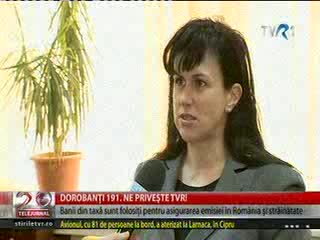 TVR1
DOROBANȚI 191. NE PRIVEȘTE TVR!
20 TELEJURNAL
Banii din taxă sunt folosiți pentru asigurarea emisiei în România și străinătate
stiriletvr.ro
Avionul, cu 81 de persoane la bord, a aterizat la Larnaca, în Cipru